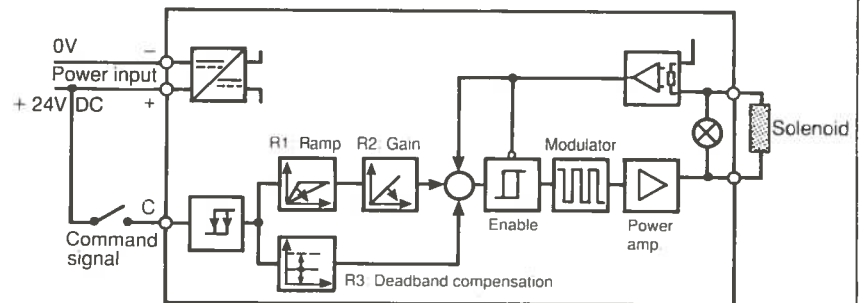 0V
−
Power input
+ 24V DC
+
R1: Ramp
R2: Gain
Modulator
Solenoid
C
Command
signal
Enable
Power
amp.
R3: Deadband compensation